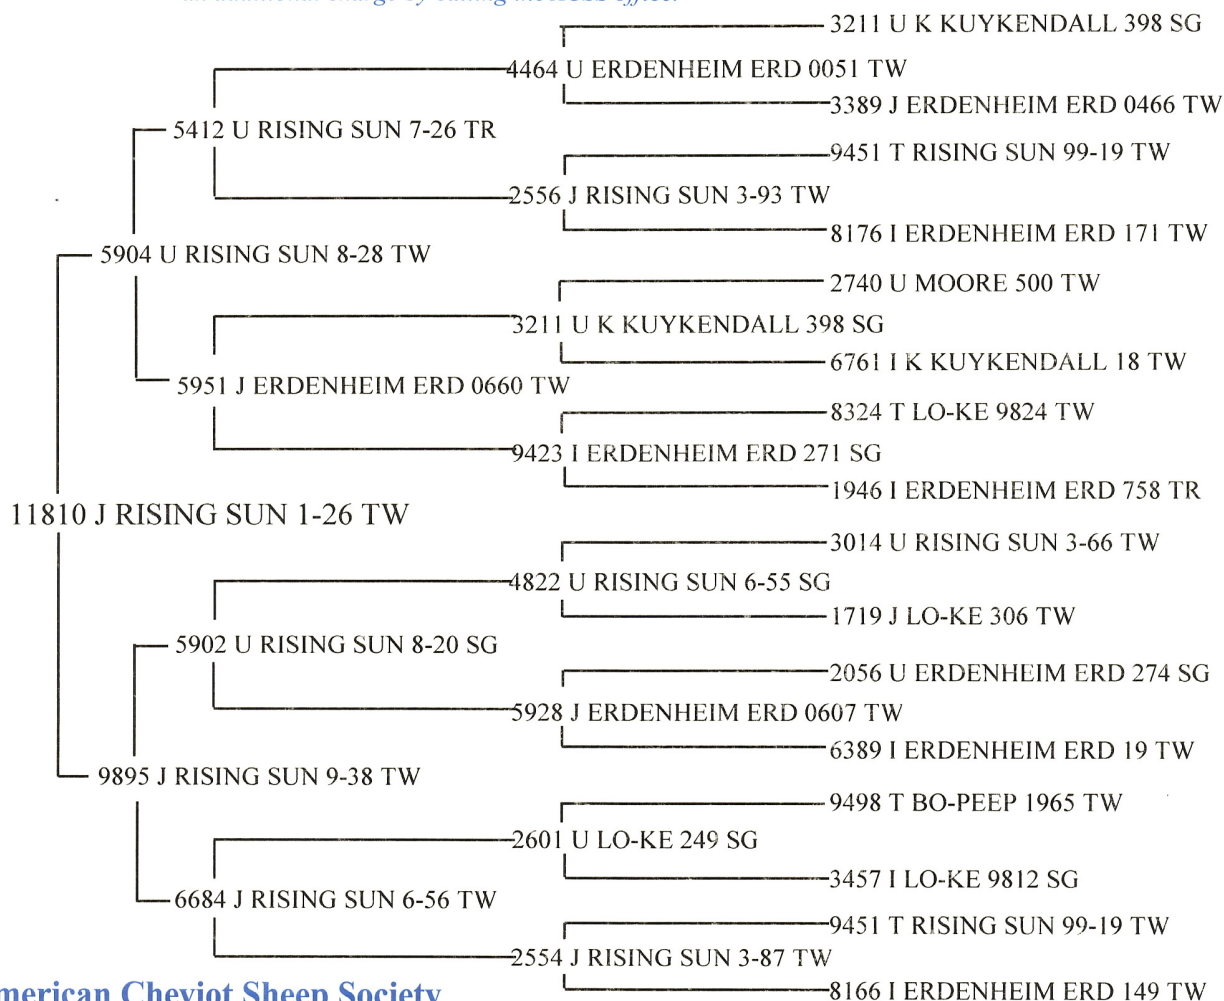 an additional charge by calling the ACSS office.
3211 U K KUYKENDALL 398 SG
4464 U ERDENHEIM ERD 0051 TW
3389 J ERDENHEIM ERD 0466 TW
5412 U RISING SUN 7-26 TR
9451 T RISING SUN 99-19 TW
2556 J RISING SUN 3-93 TW
8176 I ERDENHEIM ERD 171 TW
5904 U RISING SUN 8-28 TW
2740 U MOORE 500 TW
3211 U K KUYKENDALL 398 SG
6761 I K KUYKENDALL 18 TW
5951 J ERDENHEIM ERD 0660 TW
8324 T LO-KE 9824 TW
9423 I ERDENHEIM ERD 271 SG
1946 I ERDENHEIM ERD 758 TR
11810 J RISING SUN 1-26 TW
3014 U RISING SUN 3-66 TW
4822 U RISING SUN 6-55 SG
1719 J LO-KE 306 TW
5902 U RISING SUN 8-20 SG
2056 U ERDENHEIM ERD 274 SG
5928 J ERDENHEIM ERD 0607 TW
6389 I ERDENHEIM ERD 19 TW
9895 J RISING SUN 9-38 TW
9498 T BO-PEEP 1965 TW
2601 U LO-KE 249 SG
3457 I LO-KE 9812 SG
6684 J RISING SUN 6-56 TW
9451 T RISING SUN 99-19 TW
2554 J RISING SUN 3-87 TW
8166 I ERDENHEIM ERD 149 TW
merican Cheviot Sheep Society